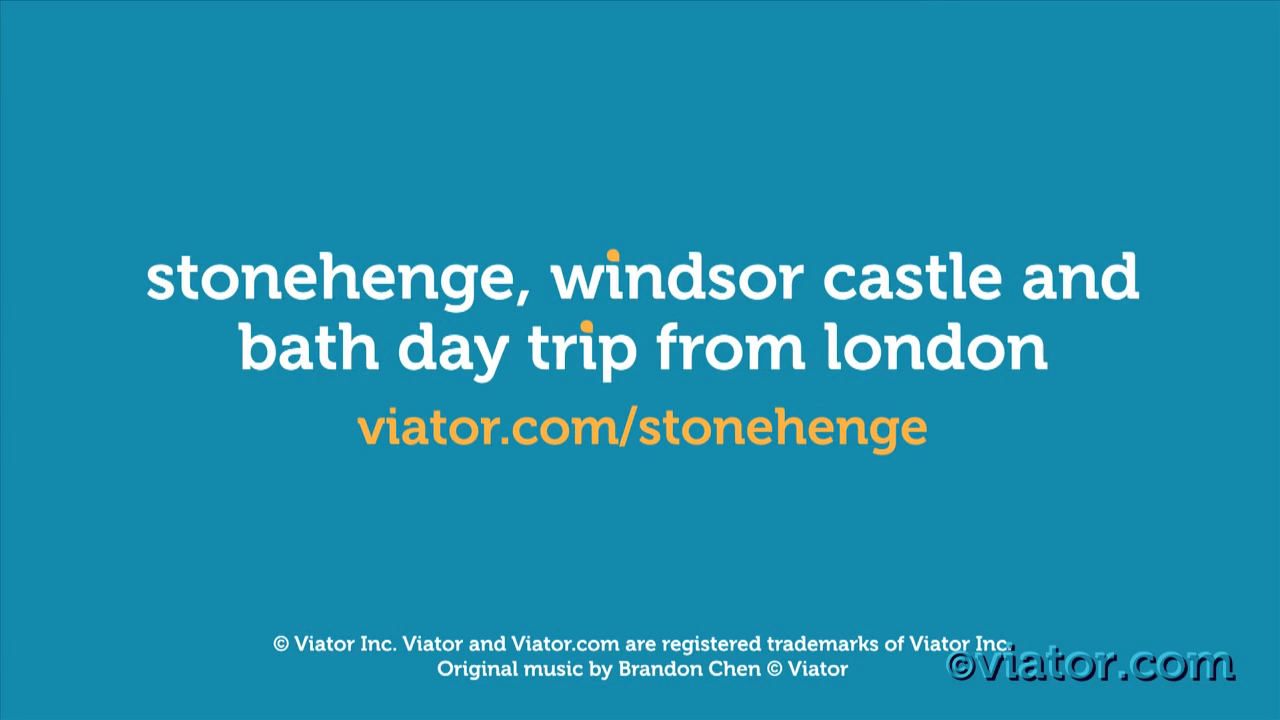 stonehenge, windsor castle and
bath day trip from london
viator.com/stonehenge
© Viator Inc. Viator and Viator.com are registered trademarks of Viator Inc.
Original music by Brandon Chen © Viator
©viator.com